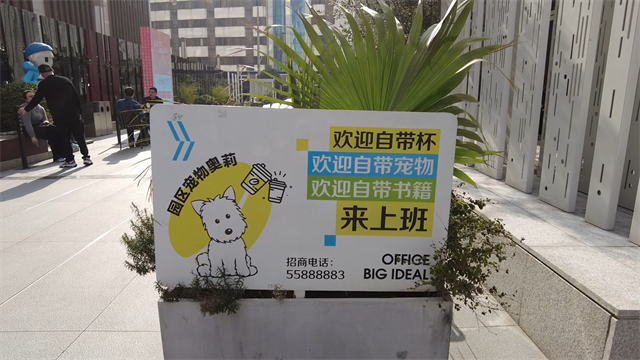 园区宠物奥莉
欢迎自带杯
欢迎自带宠物
欢迎自带书籍
来上班
招商电话：
55888883
OFFICE
BIG IDEAL